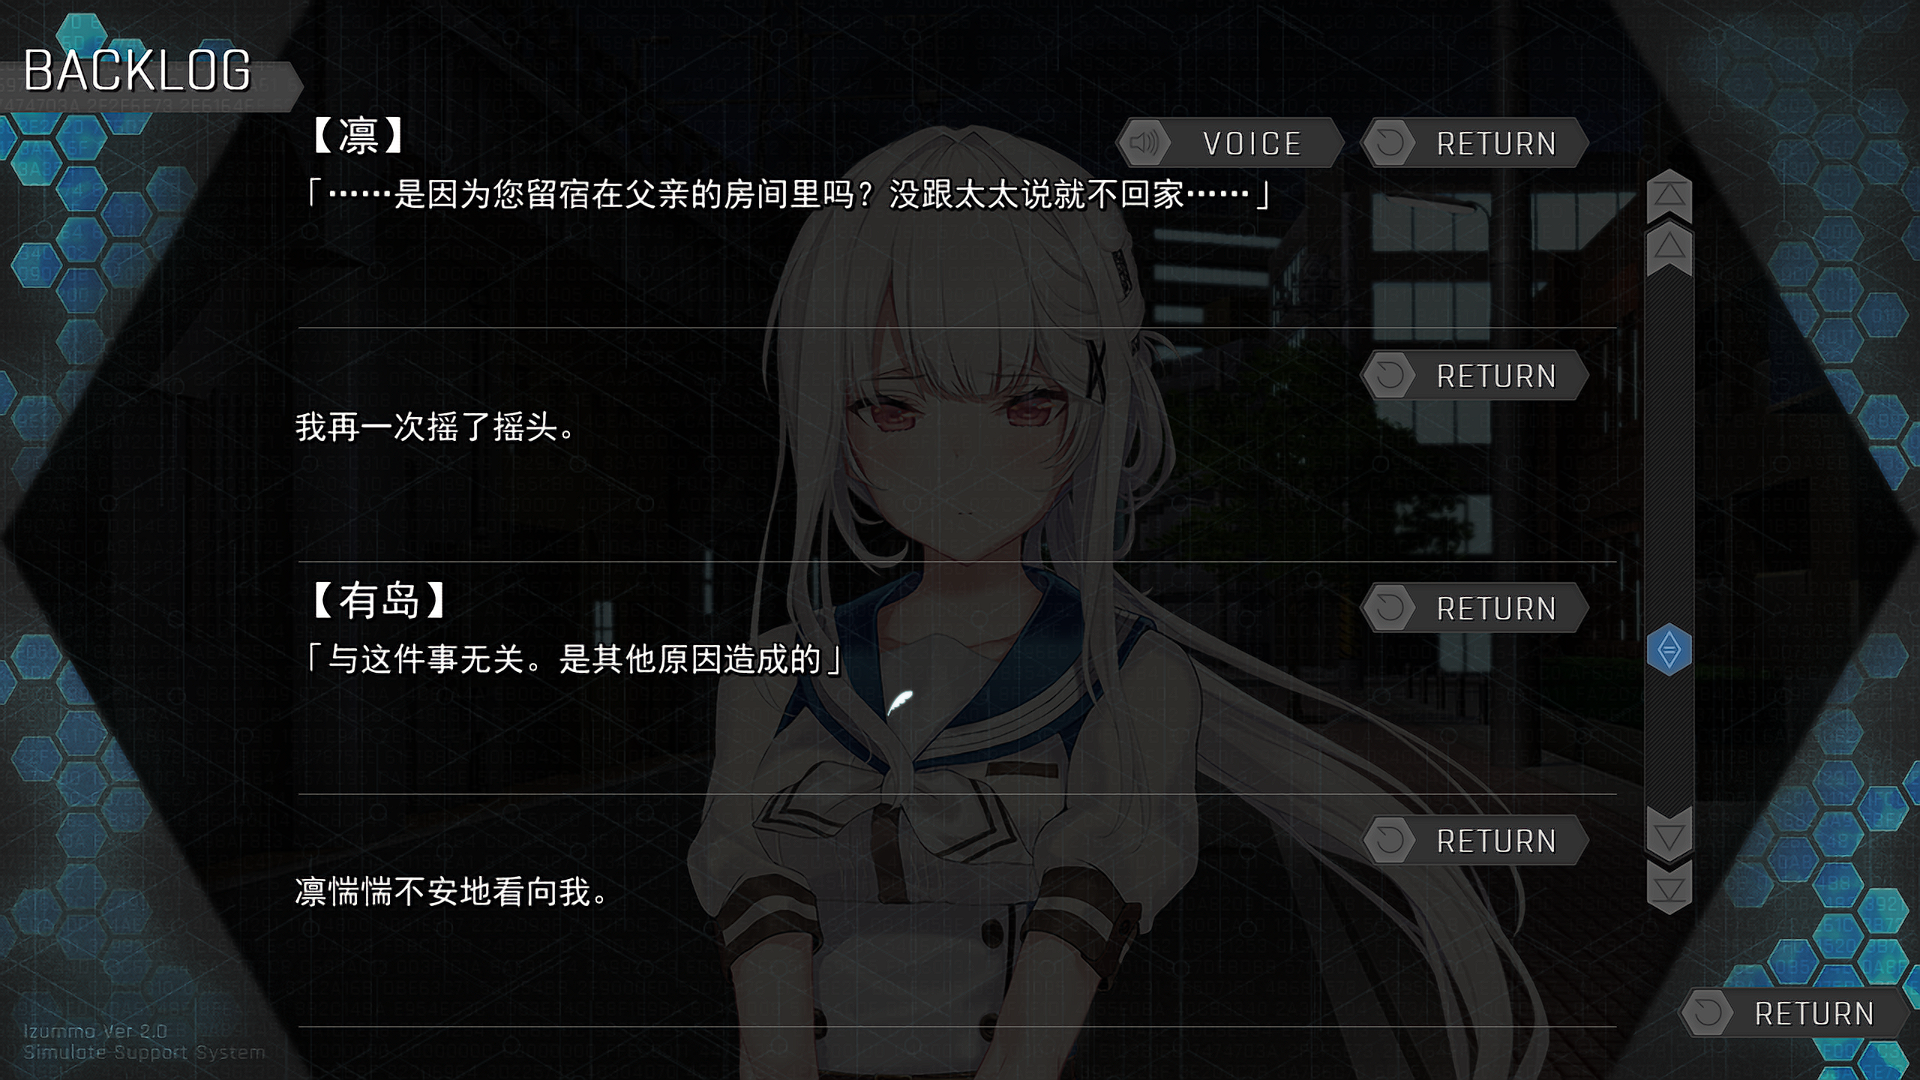 BACKLOG
【凛】
VOICE
RETURN
「……是因为您留宿在父亲的房间里吗？没跟太太说就不回家……」
RETURN
我再一次摇了摇头。
【有岛】
RETURN
「与这件事无关。是其他原因造成的」
RETURN
凛惴惴不安地看向我。
RETURN
Izummo Ver 2.0
Simulate Support System